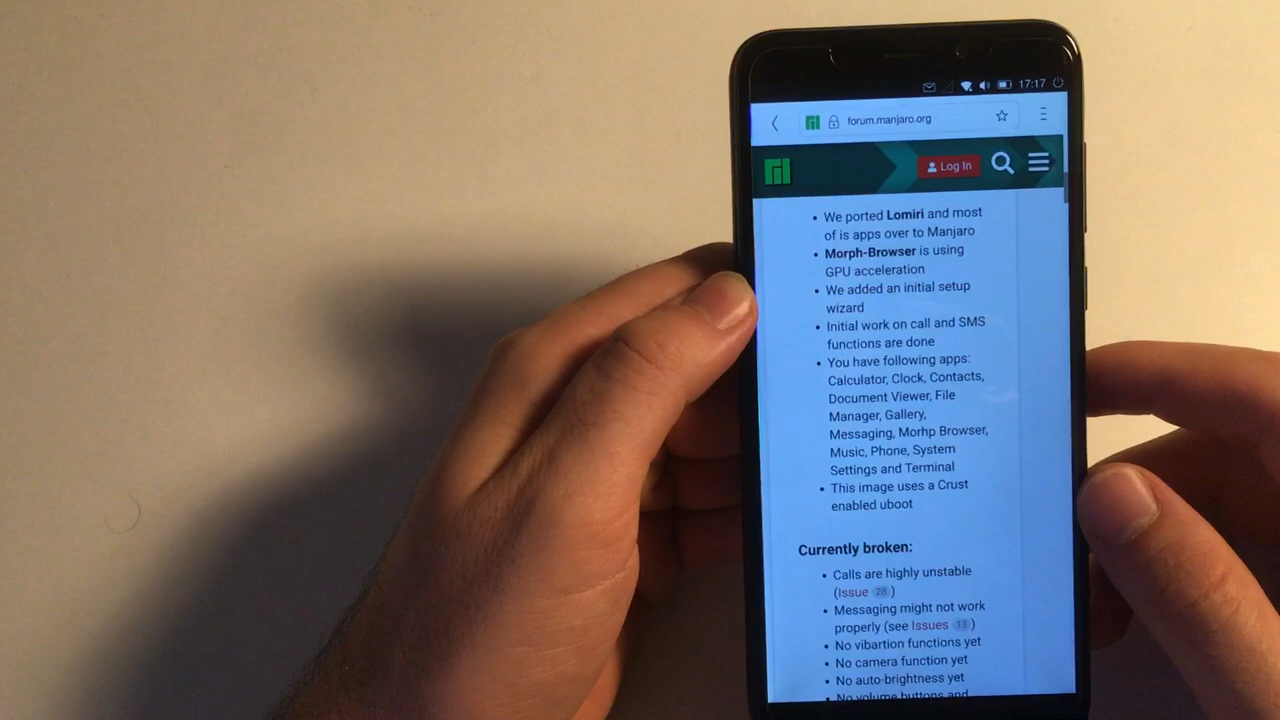 17:17
forum.manjaro.org
Log In
• We ported Lomiri and most
of is apps over to Manjaro
• Morph-Browser is using
GPU acceleration
• We added an initial setup
wizard
• Initial work on call and SMS
functions are done
• You have following apps:
Calculator, Clock, Contacts,
Document Viewer, File
Manager, Gallery,
Messaging, Morhp Browser,
Music, Phone, System
Settings and Terminal
• This image uses a Crust
enabled uboot
Currently broken:
• Calls are highly unstable
(Issue 28 )
• Messaging might not work
properly (see Issues 13 )
• No vibartion functions yet
• No camera function yet
• No auto-brightness yet
• No volume buttons and